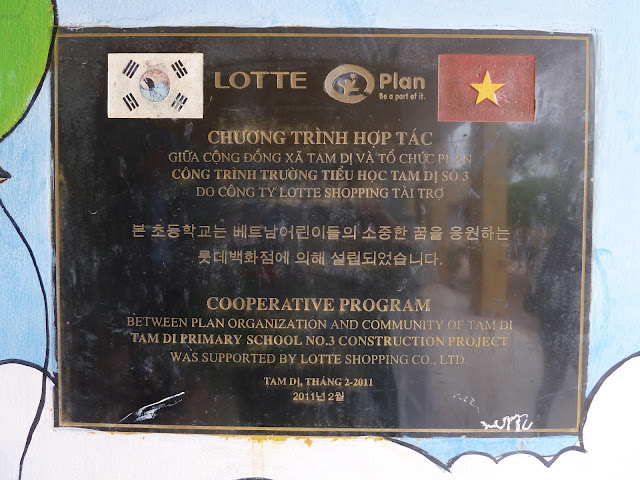 LOTTE Plan
Be a part of it.
CHƯƠNG TRÌNH HỢP TÁC
GIỮA CỘNG ĐỒNG XÃ TAM DỊ VÀ TỔ CHỨC PLAN
CÔNG TRÌNH TRƯỜNG TIỂU HỌC TAM DỊ SỐ 3
DO CÔNG TY LOTTE SHOPPING TÀI TRỢ
본 초등학교는 베트남어린이들의 소중한 꿈을 응원하는
롯데백화점에 의해 설립되었습니다.
COOPERATIVE PROGRAM
BETWEEN PLAN ORGANIZATION AND COMMUNITY OF TAM DI
TAM DI PRIMARY SCHOOL NO.3 CONSTRUCTION PROJECT
WAS SUPPORTED BY LOTTE SHOPPING CO., LTD.
TAM DỊ, THÁNG 2-2011
2011년 2월